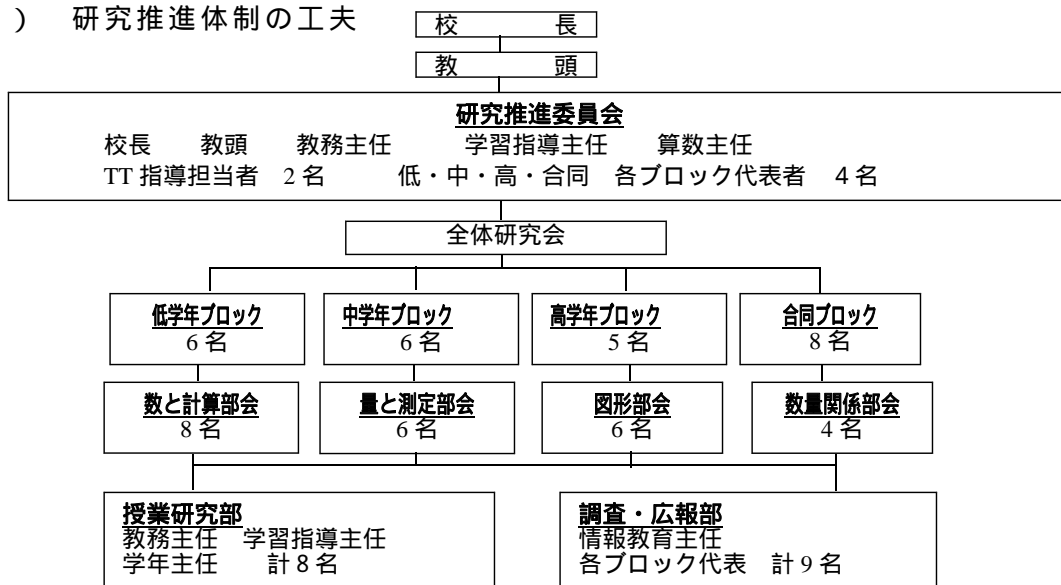 ) 研究推進体制の工夫
校 長
教 頭
研究推進委員会
校長 教頭 教務主任 学習指導主任 算数主任
TT 指導担当者 2名 低・中・高・合同 各ブロック代表者 4名
全体研究会
低学年ブロック 中学年ブロック 高学年ブロック 合同ブロック
6名 6名 5名 8名
数と計算部会 量と測定部会 図形部会 数量関係部会
8名 6名 6名 4名
授業研究部
教務主任 学習指導主任
学年主任 計8名
調査・広報部
情報教育主任
各ブロック代表 計9名